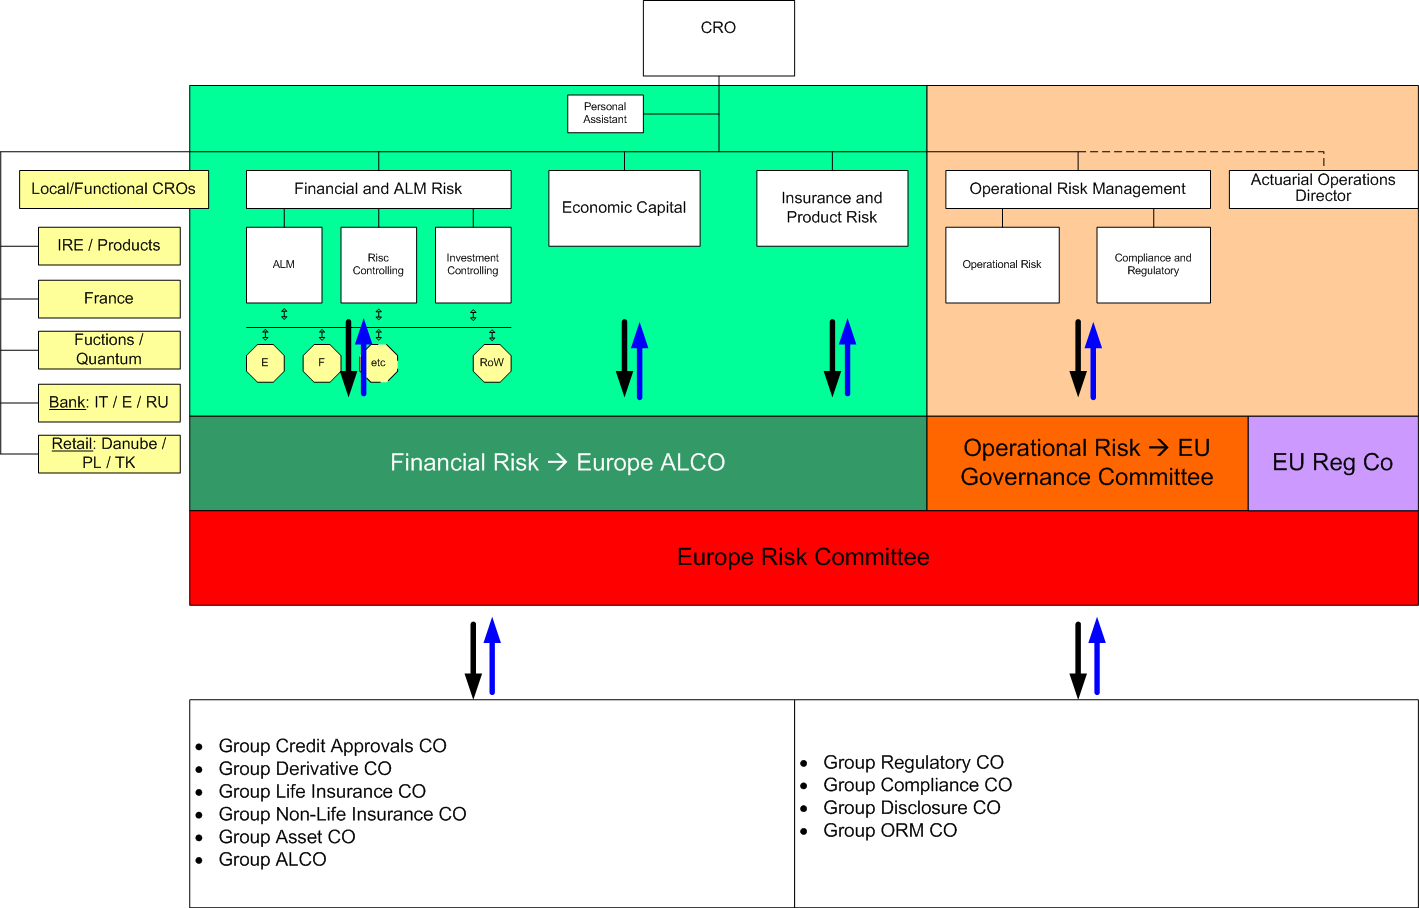 CRO
Personal
Assistant
Local/Functional CROs
Financial and ALM Risk
Economic Capital
Insurance and
Product Risk
Operational Risk Management
Actuarial Operations
Director
IRE / Products
France
Fuctions /
Quantum
Bank: IT / E / RU
Retail: Danube /
PL / TK
ALM
Risc
Controlling
Investment
Controlling
Operational Risk
Compliance and
Regulatory
E
F
etc
RoW
Financial Risk → Europe ALCO
Operational Risk → EU
Governance Committee
EU Reg Co
Europe Risk Committee
• Group Credit Approvals CO
• Group Derivative CO
• Group Life Insurance CO
• Group Non-Life Insurance CO
• Group Asset CO
• Group ALCO
• Group Regulatory CO
• Group Compliance CO
• Group Disclosure CO
• Group ORM CO